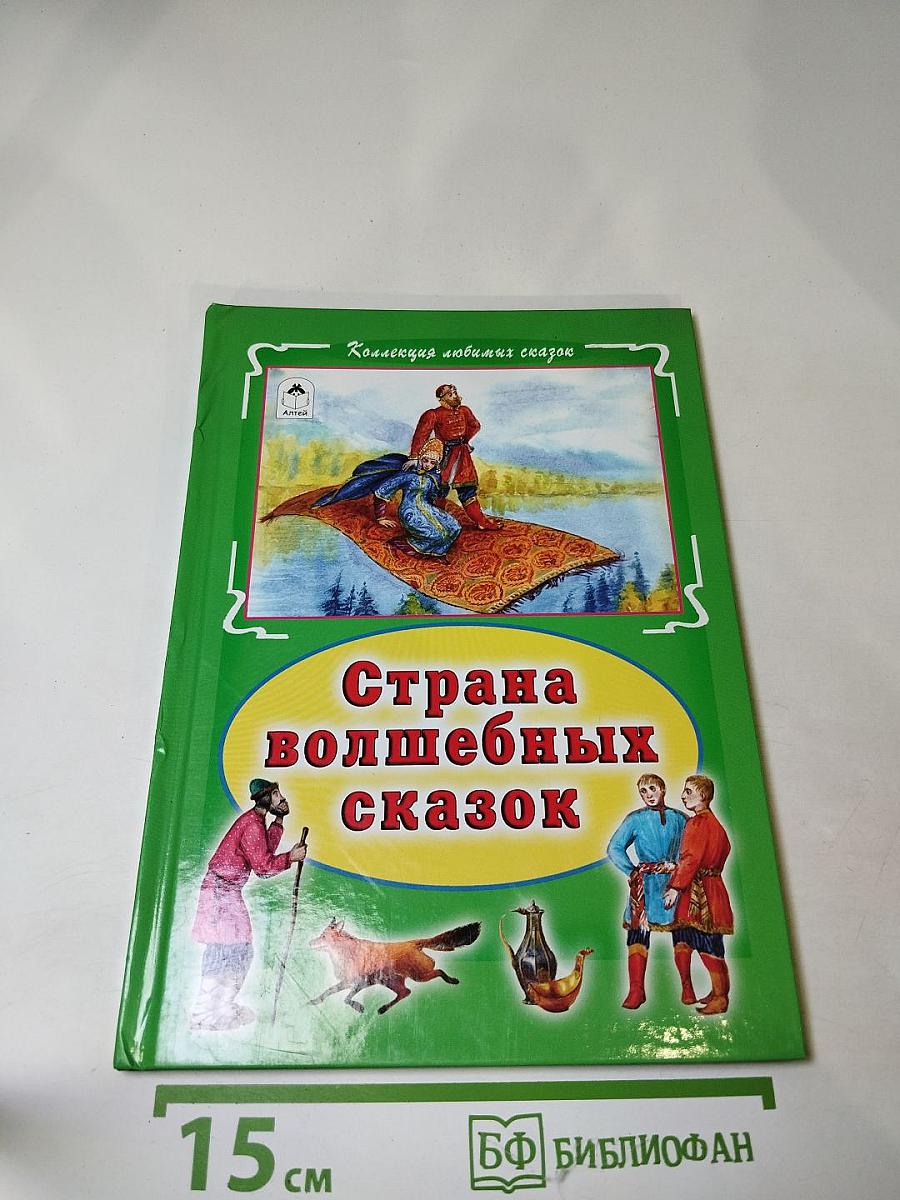 Коллекция любимых сказок
Алтей
Страна
волшебных
сказок
15 см
БФ БИБЛИОФАН